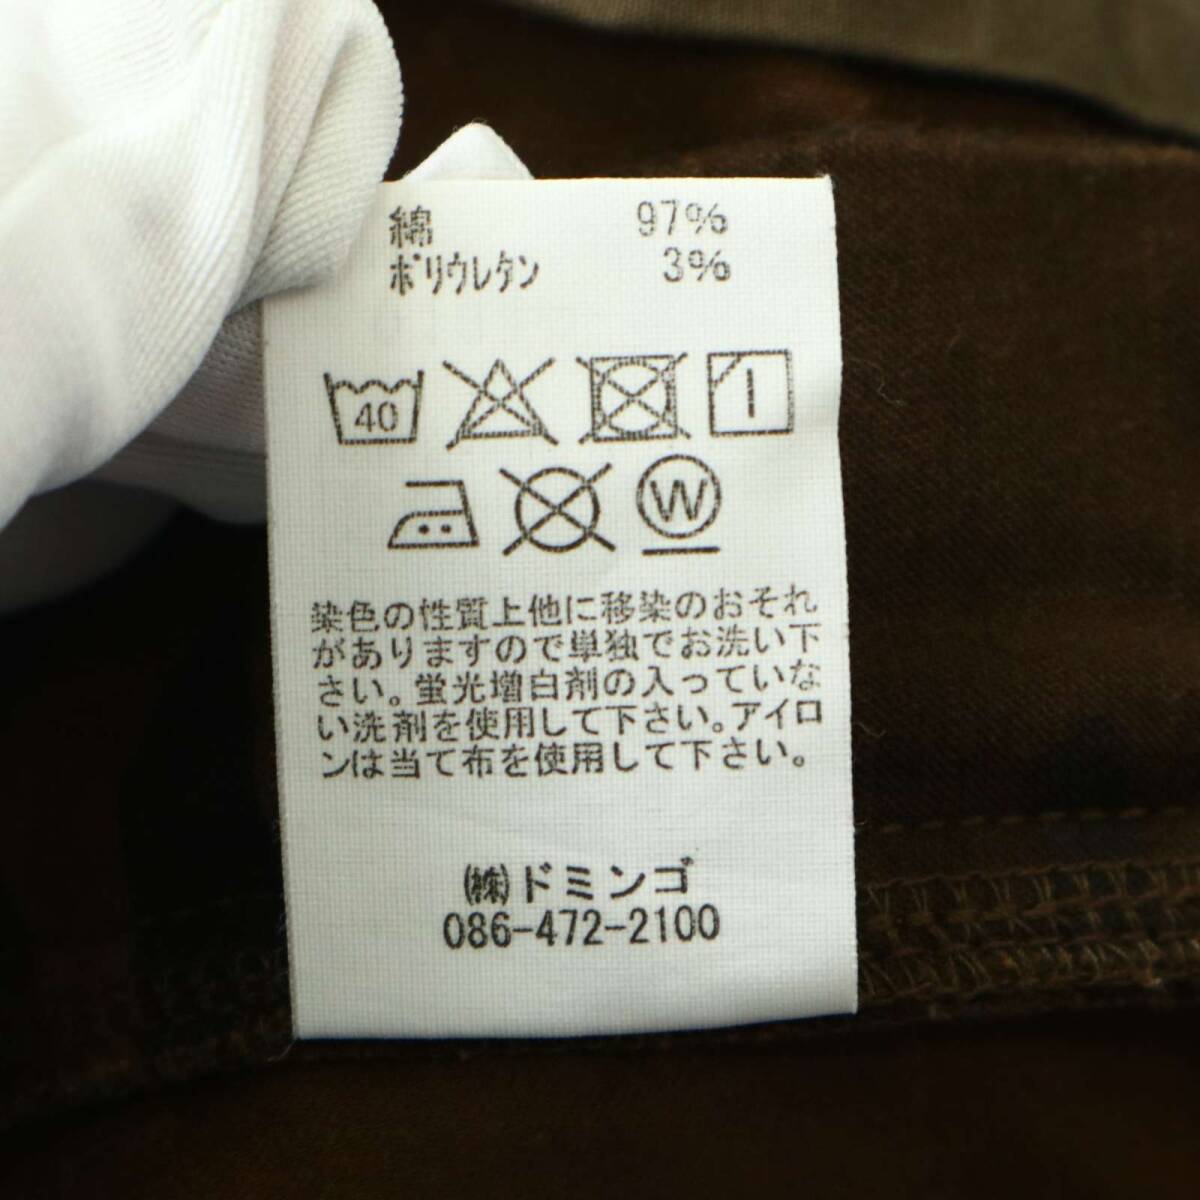 綿 97%
ポリウレタン 3%
40
W
染色の性質上他に移染のおそれ
がありますので単独でお洗い下
さい。蛍光増白剤の入っていな
い洗剤を使用して下さい。アイロ
ンは当て布を使用して下さい。
㈱ドミンゴ
086-472-2100